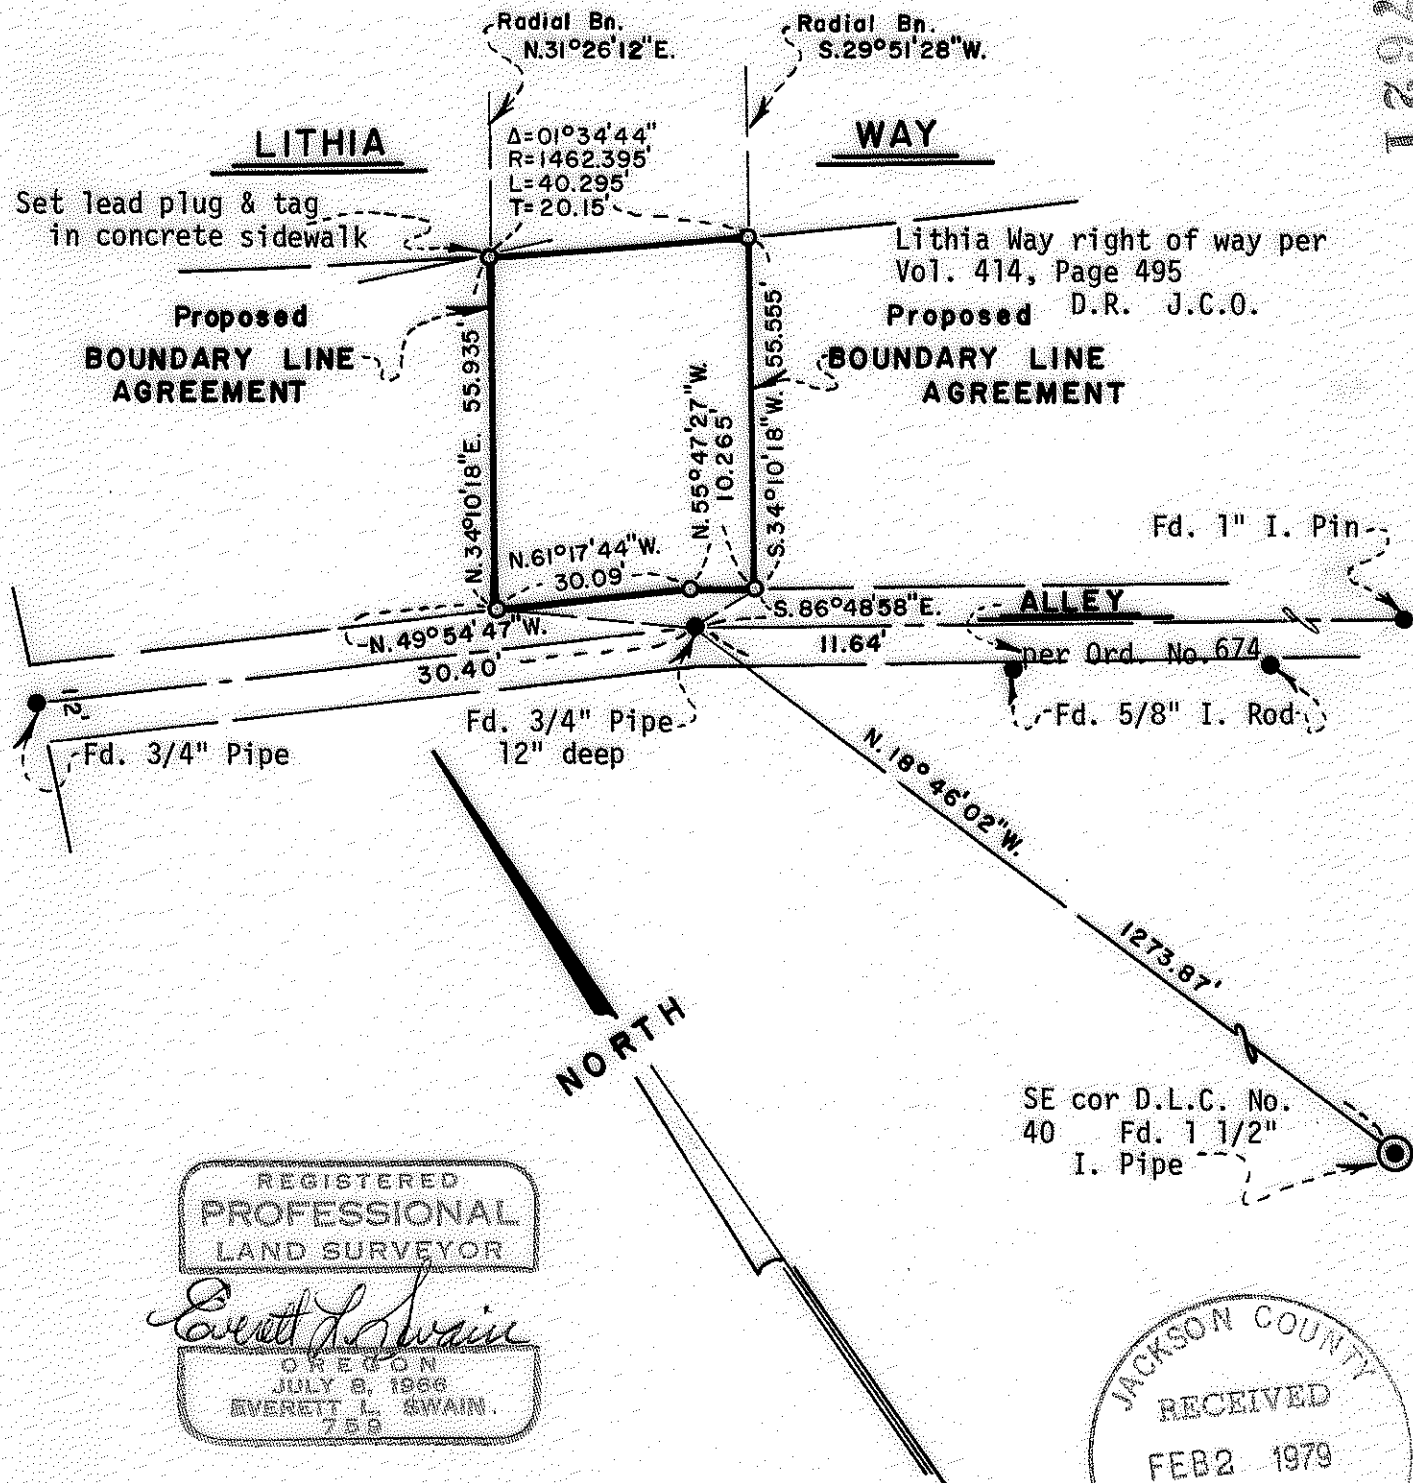 Radial Bn.
N.31°26'12"E.
Radial Bn.
S.29°51'28"W.
LITHIA
WAY
Δ=01°34'44"
R=1462.395'
L=40.295'
T=20.15'
Set lead plug & tag
in concrete sidewalk
Lithia Way right of way per
Vol. 414, Page 495
D.R. J.C.O.
Proposed
BOUNDARY LINE
AGREEMENT
Proposed
BOUNDARY LINE
AGREEMENT
N.34°10'18"E. 55.935'
N.55°47'27"W.
10.265'
S.34°10'18"W. 55.555'
N.61°17'44"W.
30.09'
Fd. 1" I. Pin
S.86°48'58"E.
11.64'
ALLEY
per Ord. No. 674
N.49°54'47"W.
30.40'
12'
Fd. 3/4" Pipe
Fd. 3/4" Pipe
12" deep
Fd. 5/8" I. Rod
N.18°46'02"W.
1273.87'
NORTH
SE cor D.L.C. No.
40 Fd. 1 1/2"
I. Pipe
REGISTERED
PROFESSIONAL
LAND SURVEYOR
Everett L. Swain
OREGON
JULY 8, 1966
EVERETT L. SWAIN
759
JACKSON COUNTY
RECEIVED
FEB 2 1979